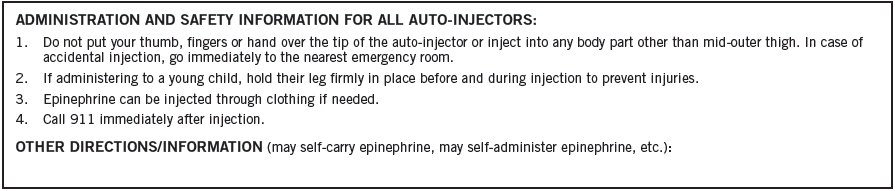 ADMINISTRATION AND SAFETY INFORMATION FOR ALL AUTO-INJECTORS:
1. Do not put your thumb, fingers or hand over the tip of the auto-injector or inject into any body part other than mid-outer thigh. In case of
accidental injection, go immediately to the nearest emergency room.
2. If administering to a young child, hold their leg firmly in place before and during injection to prevent injuries.
3. Epinephrine can be injected through clothing if needed.
4. Call 911 immediately after injection.
OTHER DIRECTIONS/INFORMATION (may self-carry epinephrine, may self-administer epinephrine, etc.):